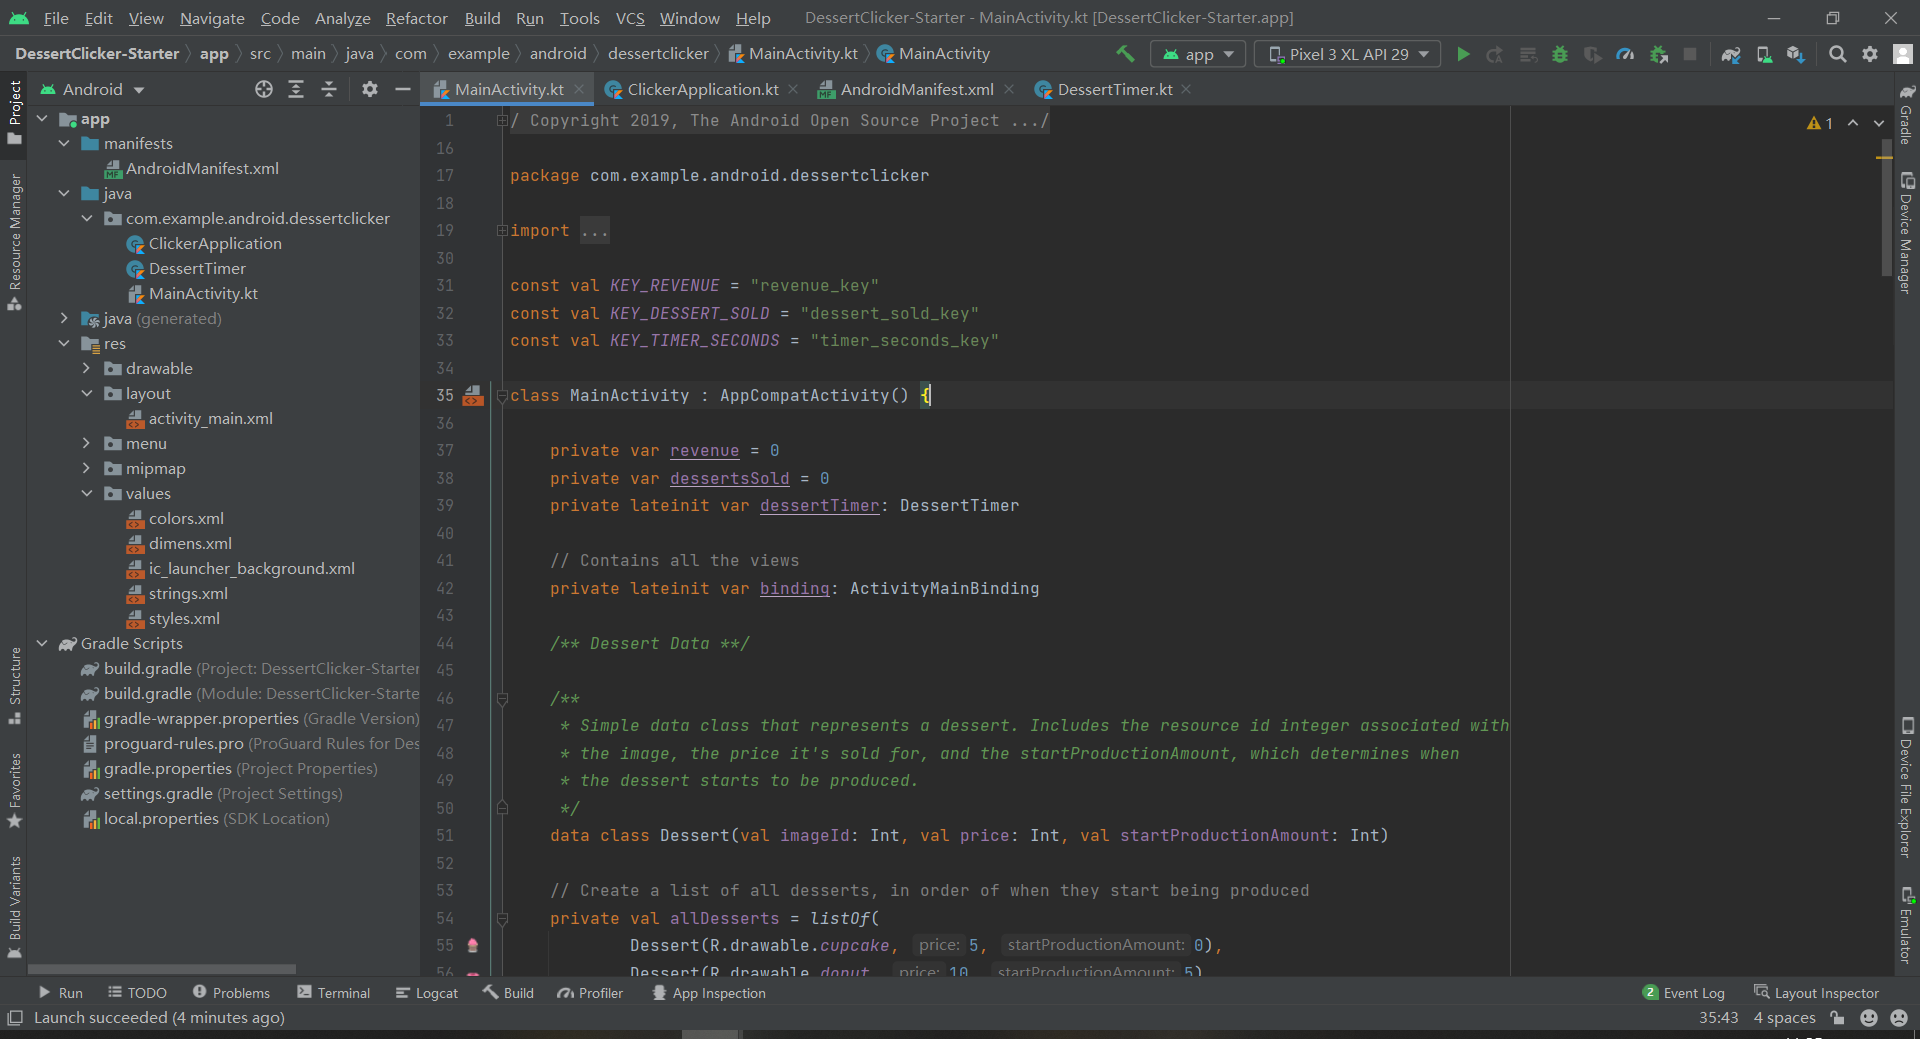 File Edit View Navigate Code Analyze Refactor Build Run Tools VCS Window Help DessertClicker-Starter - MainActivity.kt [DessertClicker-Starter.app]
DessertClicker-Starter app src main java com example android dessertclicker MainActivity.kt MainActivity app Pixel 3 XL API 29
Android MainActivity.kt ClickerApplication.kt AndroidManifest.xml DessertTimer.kt
Project
Resource Manager
Structure
Favorites
Build Variants
app
manifests
AndroidManifest.xml
java
com.example.android.dessertclicker
ClickerApplication
DessertTimer
MainActivity.kt
java (generated)
res
drawable
layout
activity_main.xml
menu
mipmap
values
colors.xml
dimens.xml
ic_launcher_background.xml
strings.xml
styles.xml
Gradle Scripts
build.gradle (Project: DessertClicker-Starter
build.gradle (Module: DessertClicker-Starte
gradle-wrapper.properties (Gradle Version)
proguard-rules.pro (ProGuard Rules for Des
gradle.properties (Project Properties)
settings.gradle (Project Settings)
local.properties (SDK Location)
1 / Copyright 2019, The Android Open Source Project .../
16
17 package com.example.android.dessertclicker
18
19 import ...
30
31 const val KEY_REVENUE = "revenue_key"
32 const val KEY_DESSERT_SOLD = "dessert_sold_key"
33 const val KEY_TIMER_SECONDS = "timer_seconds_key"
34
35 class MainActivity : AppCompatActivity() {
36
37 private var revenue = 0
38 private var dessertsSold = 0
39 private lateinit var dessertTimer: DessertTimer
40
41 // Contains all the views
42 private lateinit var binding: ActivityMainBinding
43
44 /** Dessert Data **/
45
46 /**
47 * Simple data class that represents a dessert. Includes the resource id integer associated with
48 * the image, the price it's sold for, and the startProductionAmount, which determines when
49 * the dessert starts to be produced.
50 */
51 data class Dessert(val imageId: Int, val price: Int, val startProductionAmount: Int)
52
53 // Create a list of all desserts, in order of when they start being produced
54 private val allDesserts = listOf(
55 Dessert(R.drawable.cupcake, price: 5, startProductionAmount: 0),
56 Dessert(R.drawable.donut, price: 10, startProductionAmount: 5)
1
Gradle
Device Manager
Device File Explorer
Emulator
Run TODO Problems Terminal Logcat Build Profiler App Inspection 2 Event Log Layout Inspector
Launch succeeded (4 minutes ago) 35:43 4 spaces